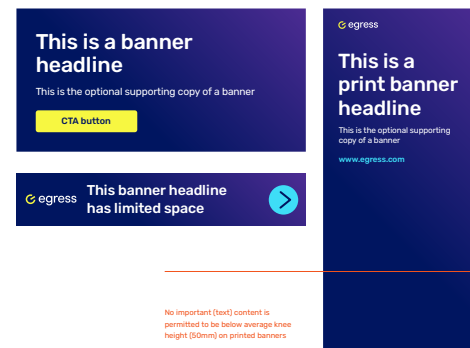 This is a banner
headline
This is the optional supporting copy of a banner
CTA button
egress
This banner headline
has limited space
egress
This is a
print banner
headline
This is the optional supporting
copy of a banner
www.egress.com
No important (text) content is
permitted to be below average knee
height (50mm) on printed banners